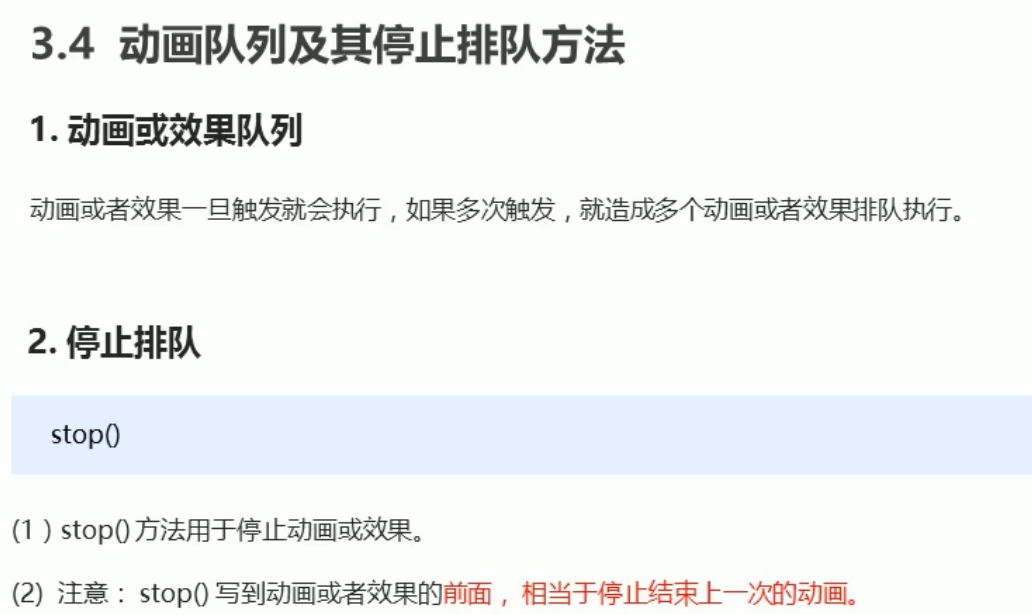 3.4 动画队列及其停止排队方法
1. 动画或效果队列
动画或者效果一旦触发就会执行，如果多次触发，就造成多个动画或者效果排队执行。
2. 停止排队
stop()
(1 ) stop() 方法用于停止动画或效果。
(2) 注意： stop() 写到动画或者效果的前面， 相当于停止结束上一次的动画。